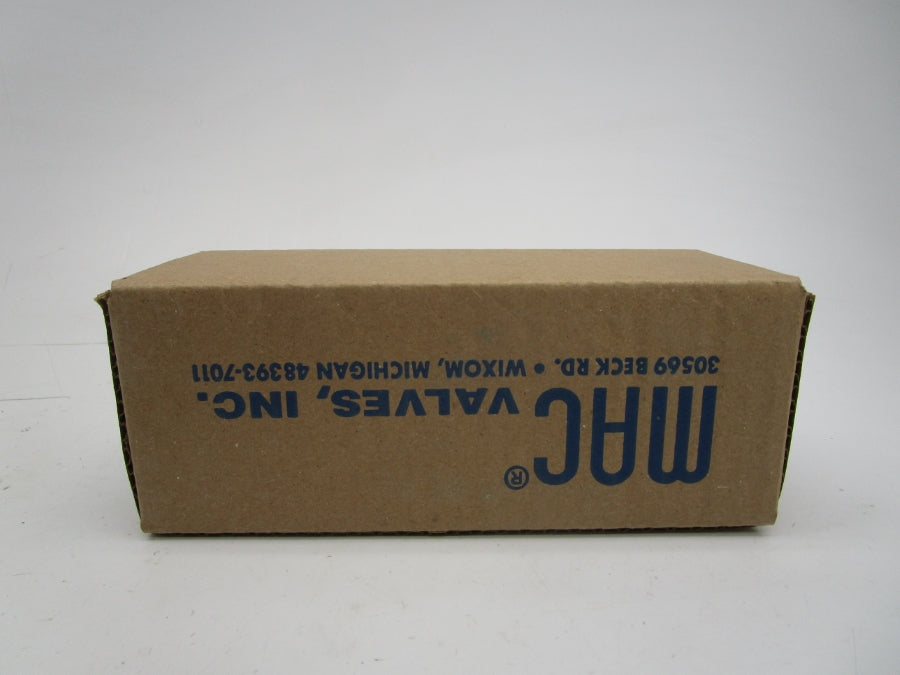 MAC® VALVES, INC.
30569 BECK RD. • WIXOM, MICHIGAN 48393-7011